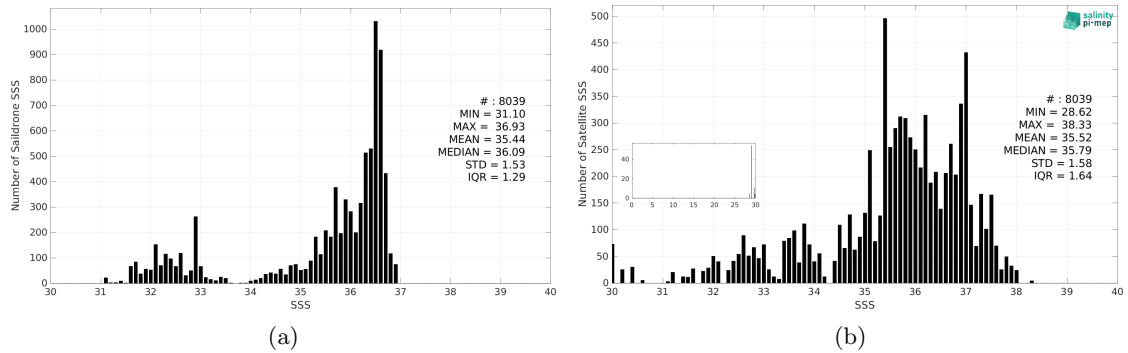 1000
900
800
700
600
500
400
300
200
100
0
Number of Saildrone SSS
# : 8039
MIN = 31.10
MAX = 36.93
MEAN = 35.44
MEDIAN = 36.09
STD = 1.53
IQR = 1.29
30 31 32 33 34 35 36 37 38 39 40
SSS
(a)
salinity
pi-mep
500
450
400
350
300
250
200
150
100
50
0
Number of Satellite SSS
# : 8039
MIN = 28.62
MAX = 38.33
MEAN = 35.52
MEDIAN = 35.79
STD = 1.58
IQR = 1.64
40
20
0
0 5 10 15 20 25 30
30 31 32 33 34 35 36 37 38 39 40
SSS
(b)